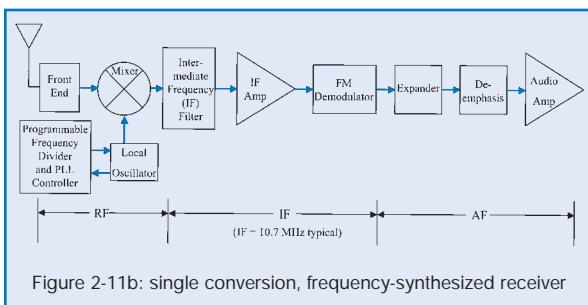 Front
End
Mixer
Inter-
mediate
Frequency
(IF)
Filter
IF
Amp
FM
Demodulator
Expander
De-
emphasis
Audio
Amp
Programmable
Frequency
Divider
and PLL
Controller
Local
Oscillator
RF
IF
AF
(IF = 10.7 MHz typical)
Figure 2-11b: single conversion, frequency-synthesized receiver